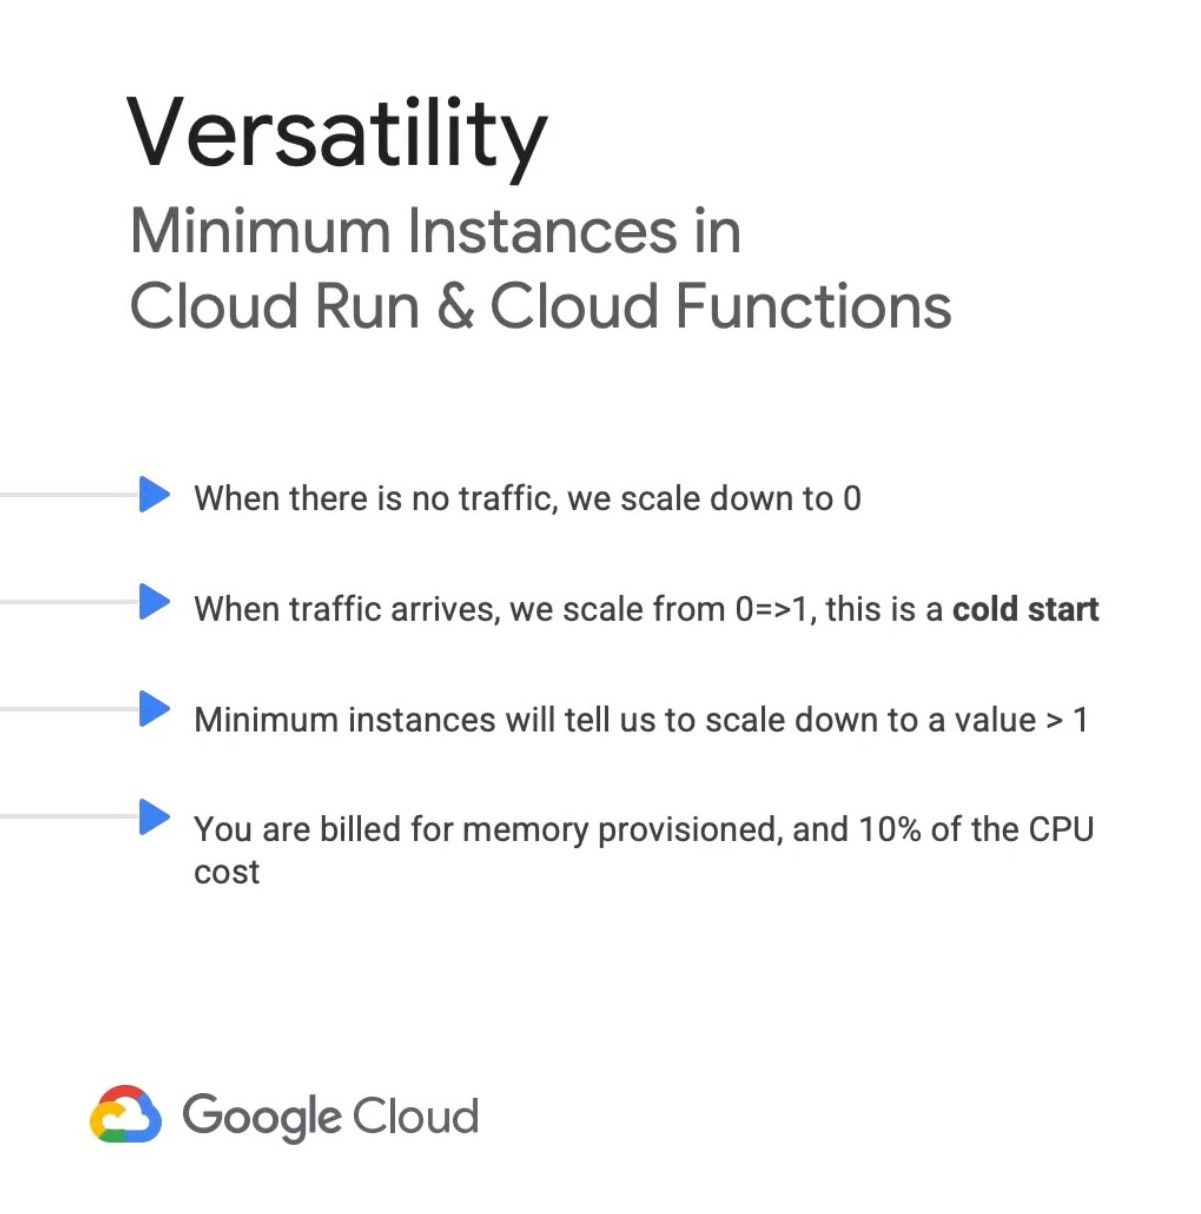 Versatility
Minimum Instances in
Cloud Run & Cloud Functions
When there is no traffic, we scale down to 0
When traffic arrives, we scale from 0=>1, this is a cold start
Minimum instances will tell us to scale down to a value > 1
You are billed for memory provisioned, and 10% of the CPU
cost
Google Cloud